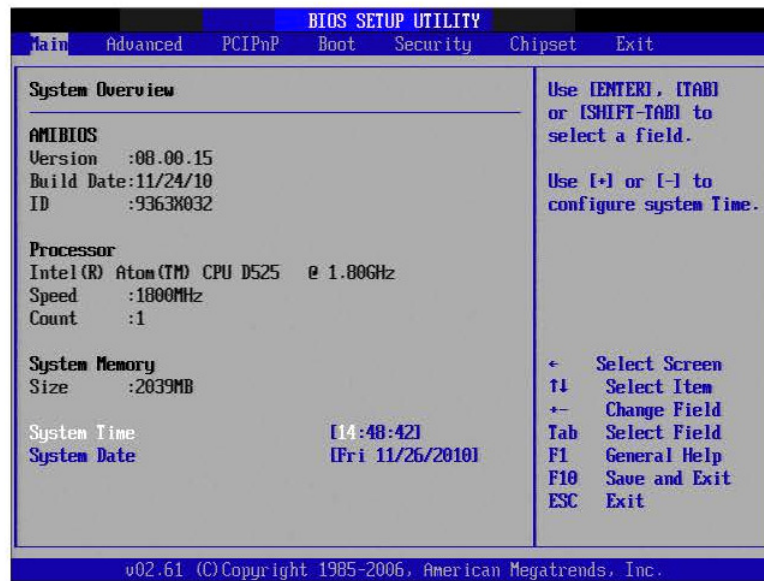 BIOS SETUP UTILITY
Main Advanced PCIPnP Boot Security Chipset Exit
System Overview
AMIBIOS
Version :08.00.15
Build Date:11/24/10
ID :9363X032
Processor
Intel(R) Atom(TM) CPU D525 @ 1.80GHz
Speed :1800MHz
Count :1
System Memory
Size :2039MB
System Time [14:48:42]
System Date [Fri 11/26/2010]
Use [ENTER], [TAB]
or [SHIFT-TAB] to
select a field.
Use [+] or [-] to
configure system Time.
← Select Screen
↑↓ Select Item
+- Change Field
Tab Select Field
F1 General Help
F10 Save and Exit
ESC Exit
v02.61 (C)Copyright 1985-2006, American Megatrends, Inc.